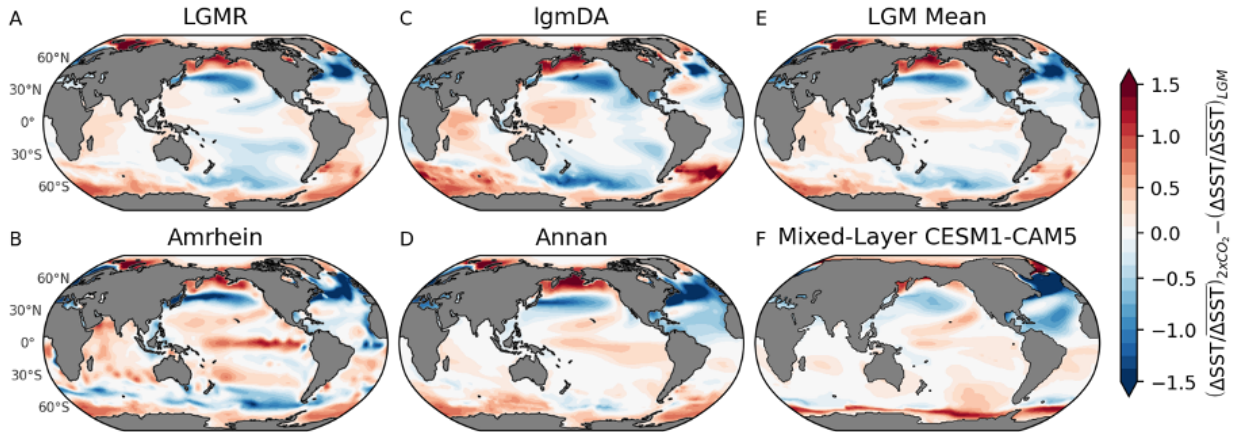 A LGMR C lgmDA E LGM Mean
60°N
30°N
0°
30°S
60°S
B Amrhein D Annan F Mixed-Layer CESM1-CAM5
60°N
30°N
0°
30°S
60°S
1.5
1.0
0.5
0.0
−0.5
−1.0
−1.5
(ΔSST/ΔSST)2xCO₂ − (ΔSST/ΔSST)LGM